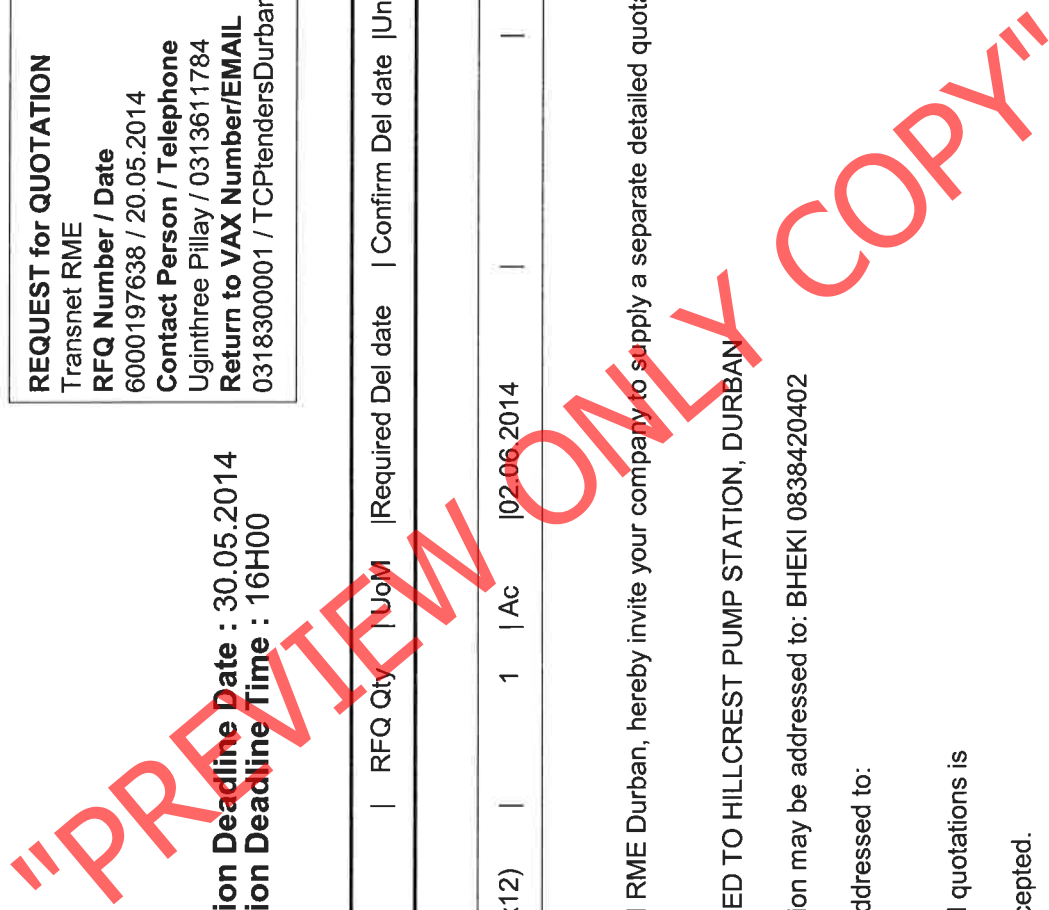 REQUEST for QUOTATION
Transnet RME
RFQ Number / Date
6000197638 / 20.05.2014
Contact Person / Telephone
Uginthree Pillay / 0313611784
Return to VAX Number/EMAIL
0318300001 / TCPtendersDurban
ion Deadline Date : 30.05.2014
ion Deadline Time : 16H00
| RFQ Qty | UoM |Required Del date | Confirm Del date |Un
12) | 1 | Ac |02.06.2014 | |
RME Durban, hereby invite your company to supply a separate detailed quota
ED TO HILLCREST PUMP STATION, DURBAN
ion may be addressed to: BHEKI 0838420402
ddressed to:
quotations is
cepted.
"PREVIEW ONLY COPY"